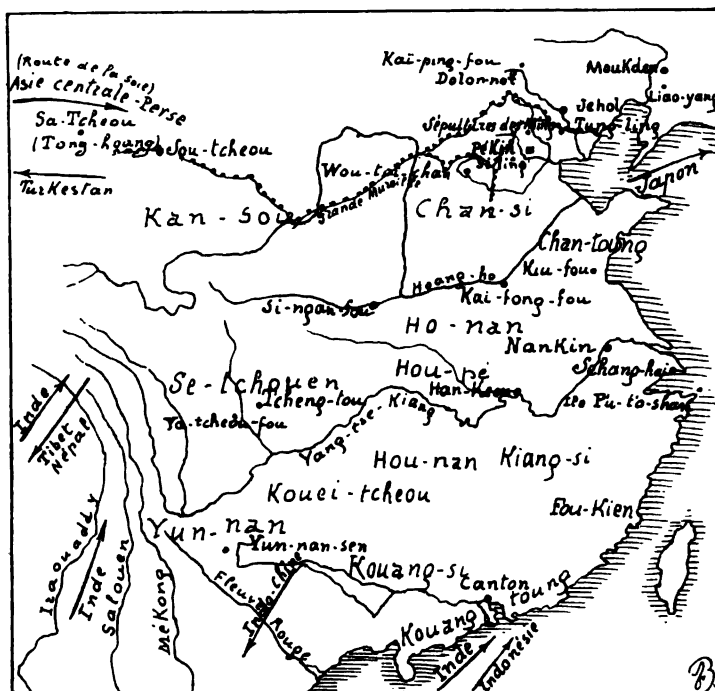 Kaï-ping-fou
Dolon-nor
Moukden
(Route de la soie)
Asie centrale-Perse
Jehol
Liao-yang
Sa-Tcheou
Sépultures des Ming
Tung-ling
(Tong-houang)
Sou-tcheou
Pékin
Wou-tai-chan
Turkestan
Grande Muraille
Japon
Kan-Sou
Chan-si
Chan-toung
Hoang-ho
Kiu-fou
Si-ngan-fou
Kai-fong-fou
Ho-nan
Nankin
Hou-pé
Schang-haie
Se-tchouen
Han-Keou
Tcheng-tou
Inde
Pu-to-shan
Ya-tcheou-fou
Yang-tse-Kiang
Tibet
Népal
Hou-nan
Kiang-si
Kouei-tcheou
Fou-Kien
Yun-nan
Yun-nan-sen
Iraouaddy
Inde
Salouen
Mékong
Fleuve
Rouge
Indo-Chine
Kouang-si
Canton
Kouang
toung
Inde
Indonésie